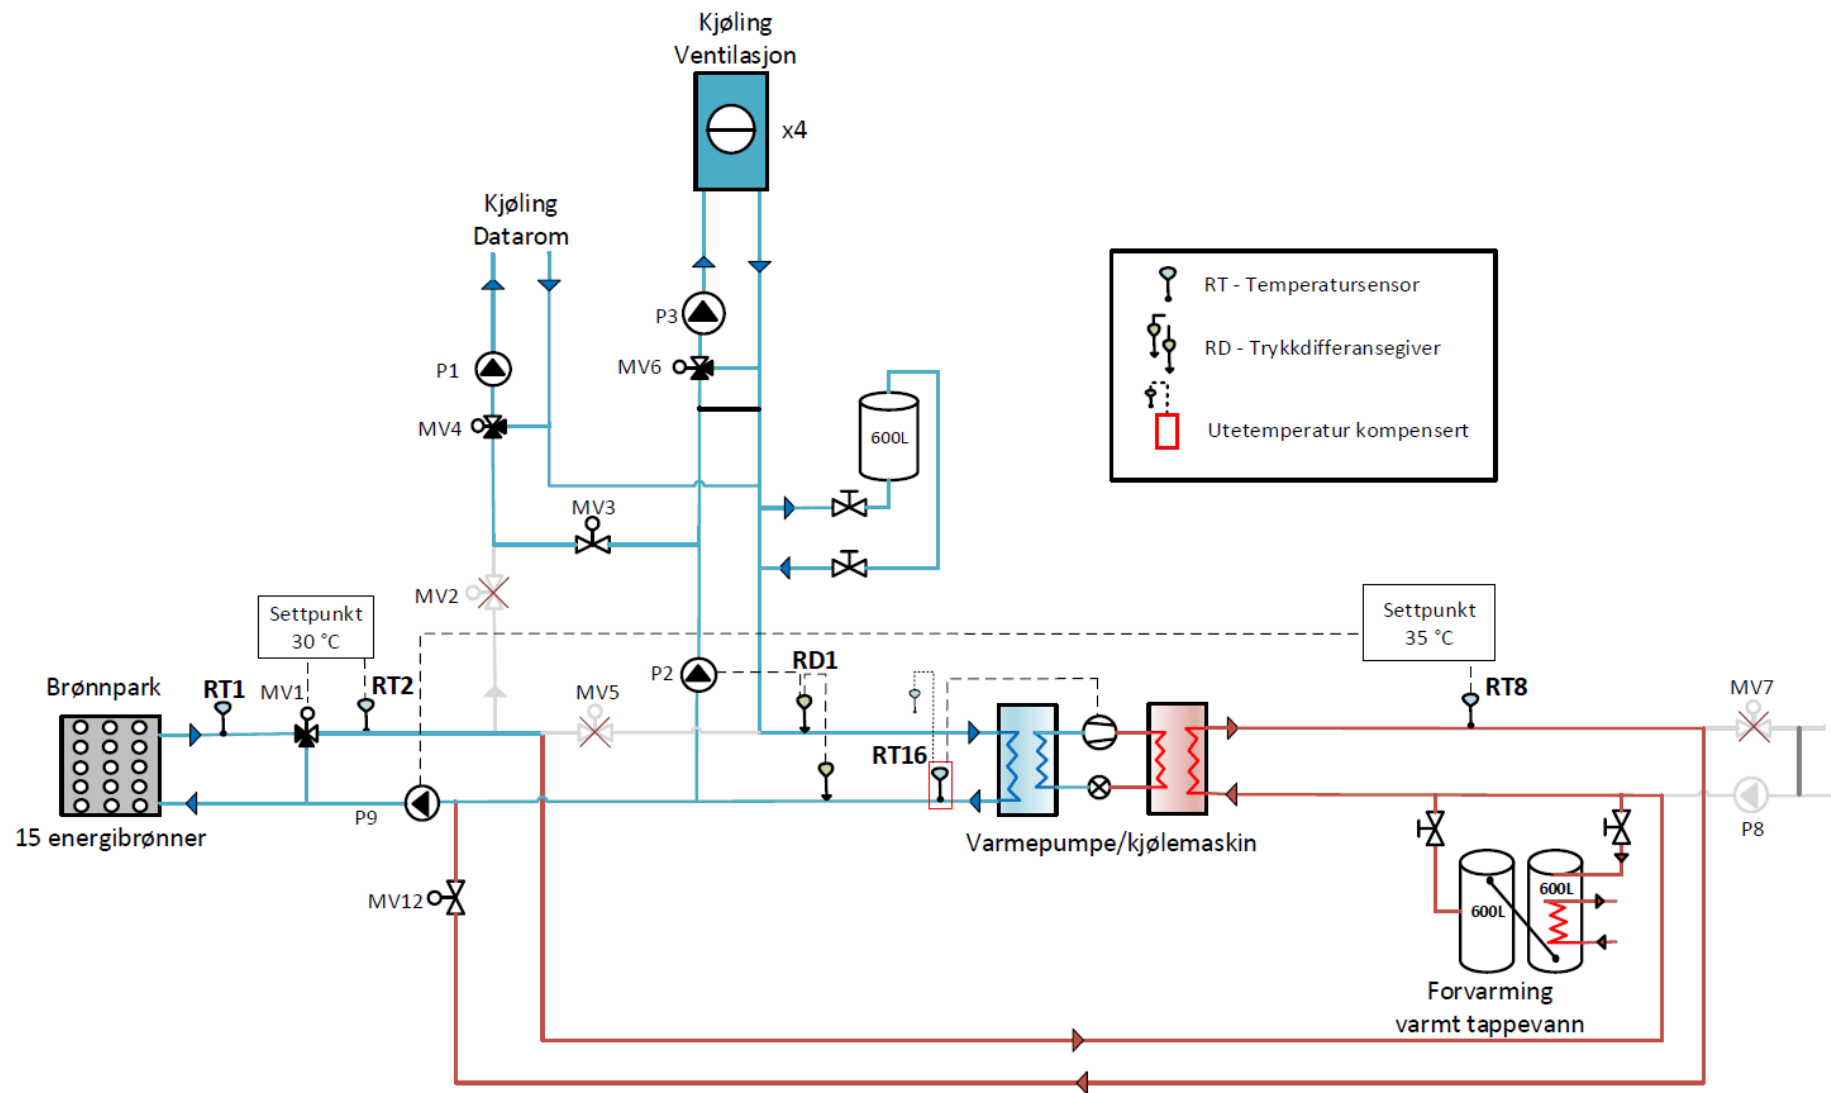 Kjøling
Ventilasjon
x4
Kjøling
Datarom
P3
MV6
P1
MV4
600L
RT - Temperatursensor
RD - Trykkdifferansegiver
Utetemperatur kompensert
MV3
MV2
Settpunkt
30 °C
Settpunkt
35 °C
Brønnpark
RT1
MV1
RT2
MV5
P2
RD1
RT16
RT8
MV7
P9
15 energibrønner
Varmepumpe/kjølemaskin
P8
MV12
600L
600L
Forvarming
varmt tappevann